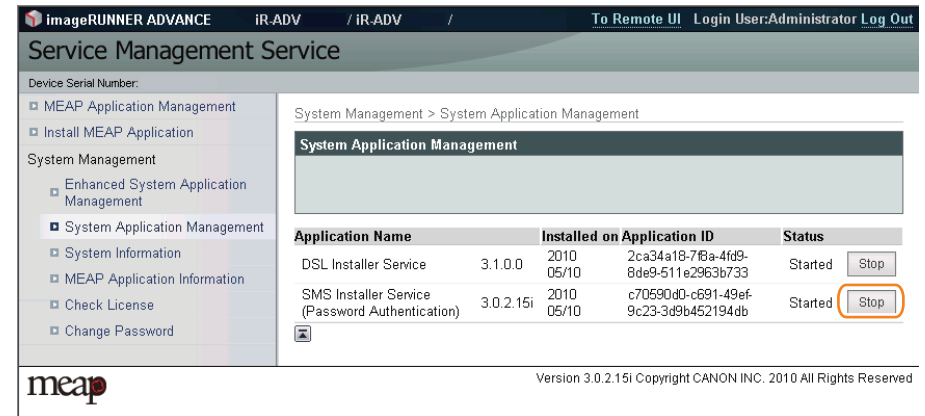 imageRUNNER ADVANCE iR-ADV / iR-ADV / To Remote UI Login User:Administrator Log Out
Service Management Service
Device Serial Number:
MEAP Application Management
Install MEAP Application
System Management
Enhanced System Application
Management
System Application Management
System Information
MEAP Application Information
Check License
Change Password
System Management > System Application Management
System Application Management
Application Name Installed on Application ID Status
DSL Installer Service 3.1.0.0 2010 05/10 2ca34a18-7f8a-4fd9-8de9-511e2963b733 Started Stop
SMS Installer Service (Password Authentication) 3.0.2.15i 2010 05/10 c70590d0-c691-49ef-9c23-3d9b452194db Started Stop
meap
Version 3.0.2.15i Copyright CANON INC. 2010 All Rights Reserved